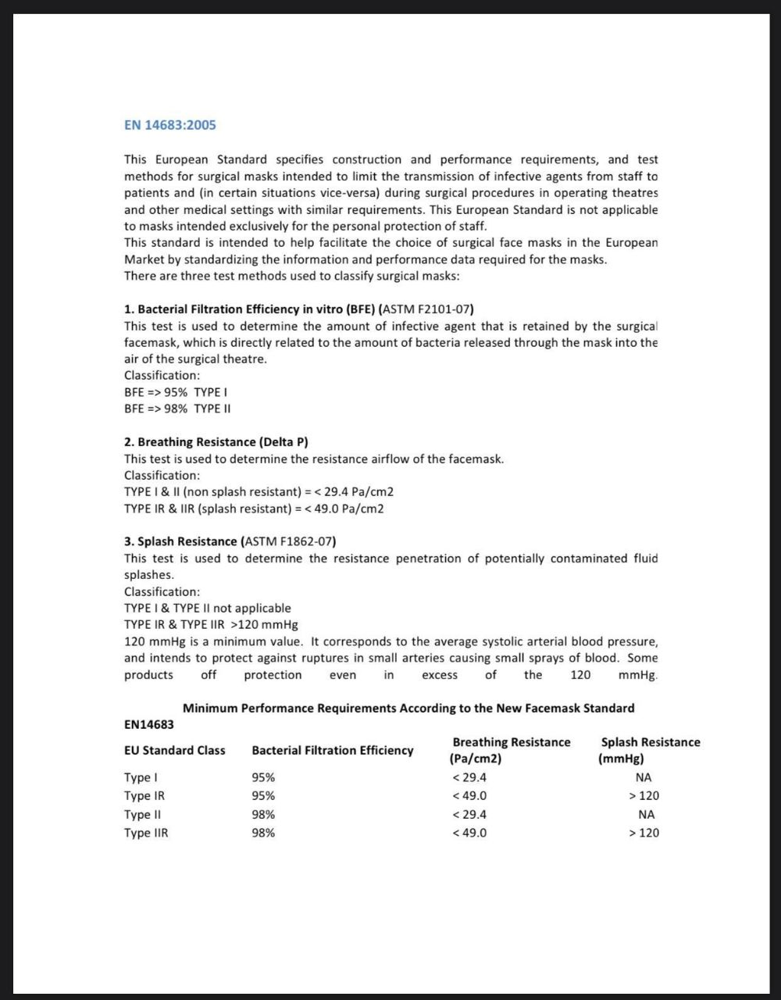 EN 14683:2005
This European Standard specifies construction and performance requirements, and test
methods for surgical masks intended to limit the transmission of infective agents from staff to
patients and (in certain situations vice-versa) during surgical procedures in operating theatres
and other medical settings with similar requirements. This European Standard is not applicable
to masks intended exclusively for the personal protection of staff.
This standard is intended to help facilitate the choice of surgical face masks in the European
Market by standardizing the information and performance data required for the masks.
There are three test methods used to classify surgical masks:
1. Bacterial Filtration Efficiency in vitro (BFE) (ASTM F2101-07)
This test is used to determine the amount of infective agent that is retained by the surgical
facemask, which is directly related to the amount of bacteria released through the mask into the
air of the surgical theatre.
Classification:
BFE => 95% TYPE I
BFE => 98% TYPE II
2. Breathing Resistance (Delta P)
This test is used to determine the resistance airflow of the facemask.
Classification:
TYPE I & II (non splash resistant) = < 29.4 Pa/cm2
TYPE IR & IIR (splash resistant) = < 49.0 Pa/cm2
3. Splash Resistance (ASTM F1862-07)
This test is used to determine the resistance penetration of potentially contaminated fluid
splashes.
Classification:
TYPE I & TYPE II not applicable
TYPE IR & TYPE IIR >120 mmHg
120 mmHg is a minimum value. It corresponds to the average systolic arterial blood pressure,
and intends to protect against ruptures in small arteries causing small sprays of blood. Some
products off protection even in excess of the 120 mmHg.
Minimum Performance Requirements According to the New Facemask Standard
EN14683
EU Standard Class Bacterial Filtration Efficiency Breathing Resistance (Pa/cm2) Splash Resistance (mmHg)
Type I 95% < 29.4 NA
Type IR 95% < 49.0 > 120
Type II 98% < 29.4 NA
Type IIR 98% < 49.0 > 120